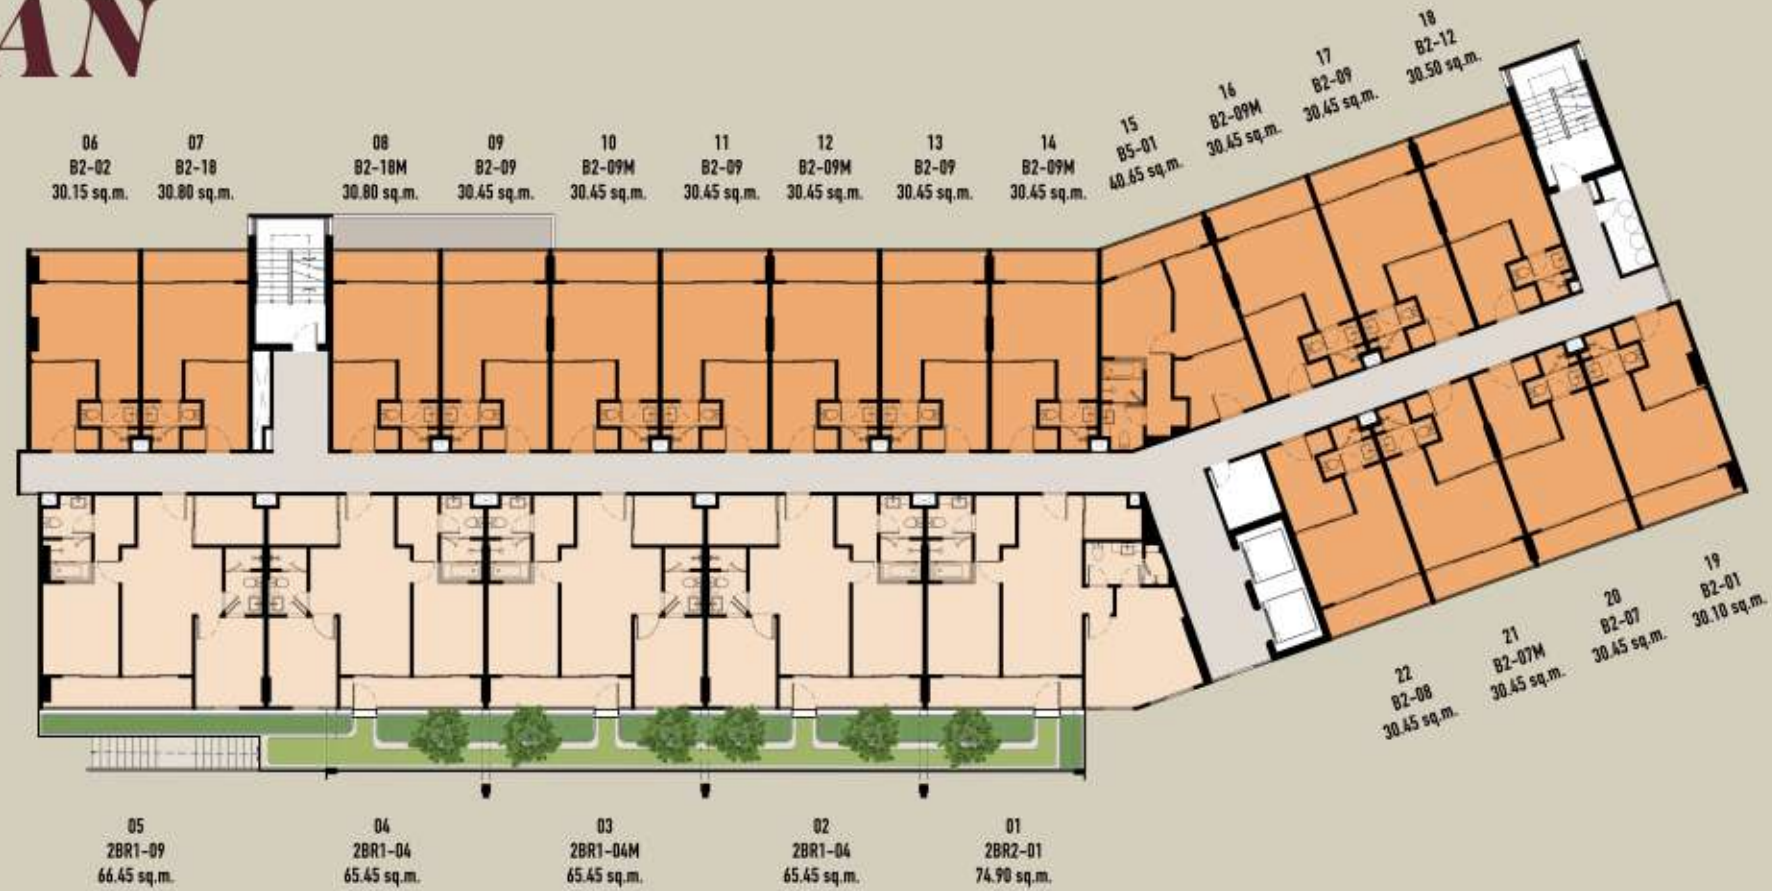 AN
06
B2-02
30.15 sq.m.
07
B2-18
30.80 sq.m.
08
B2-18M
30.80 sq.m.
09
B2-09
30.45 sq.m.
10
B2-09M
30.45 sq.m.
11
B2-09
30.45 sq.m.
12
B2-09M
30.45 sq.m.
13
B2-09
30.45 sq.m.
14
B2-09M
30.45 sq.m.
15
B5-01
40.65 sq.m.
16
B2-09M
30.45 sq.m.
17
B2-09
30.45 sq.m.
18
B2-12
30.50 sq.m.
19
B2-01
30.10 sq.m.
20
B2-07
30.45 sq.m.
21
B2-07M
30.45 sq.m.
22
B2-08
30.45 sq.m.
05
2BR1-09
66.45 sq.m.
04
2BR1-04
65.45 sq.m.
03
2BR1-04M
65.45 sq.m.
02
2BR1-04
65.45 sq.m.
01
2BR2-01
74.90 sq.m.